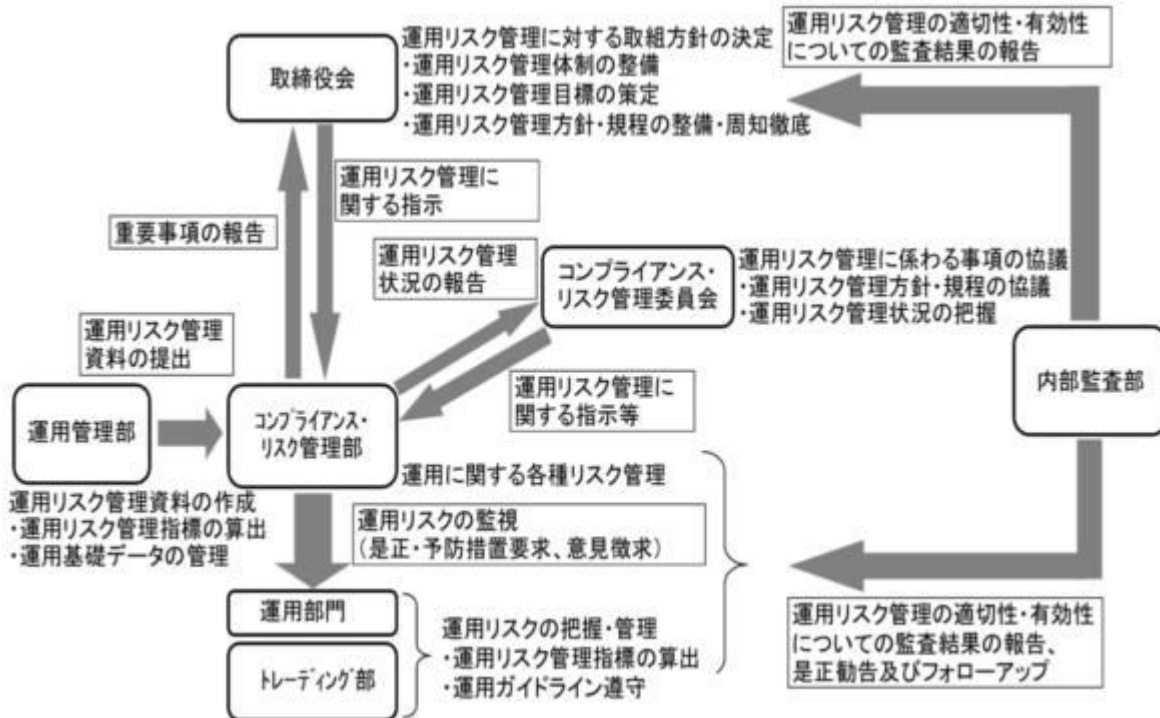 取締役会
運用リスク管理に対する取組方針の決定
・運用リスク管理体制の整備
・運用リスク管理目標の策定
・運用リスク管理方針・規程の整備・周知徹底
運用リスク管理の適切性・有効性
についての監査結果の報告
運用リスク管理に
関する指示
重要事項の報告
運用リスク管理
状況の報告
コンプライアンス・
リスク管理委員会
運用リスク管理に係わる事項の協議
・運用リスク管理方針・規程の協議
・運用リスク管理状況の把握
運用リスク管理
資料の提出
運用リスク管理に
関する指示等
内部監査部
運用管理部
コンプライアンス・
リスク管理部
運用に関する各種リスク管理
運用リスク管理資料の作成
・運用リスク管理指標の算出
・運用基礎データの管理
運用リスクの監視
(是正・予防措置要求、意見徴求)
運用部門
トレーディング部
運用リスクの把握・管理
・運用リスク管理指標の算出
・運用ガイドライン遵守
運用リスク管理の適切性・有効性
についての監査結果の報告、
是正勧告及びフォローアップ